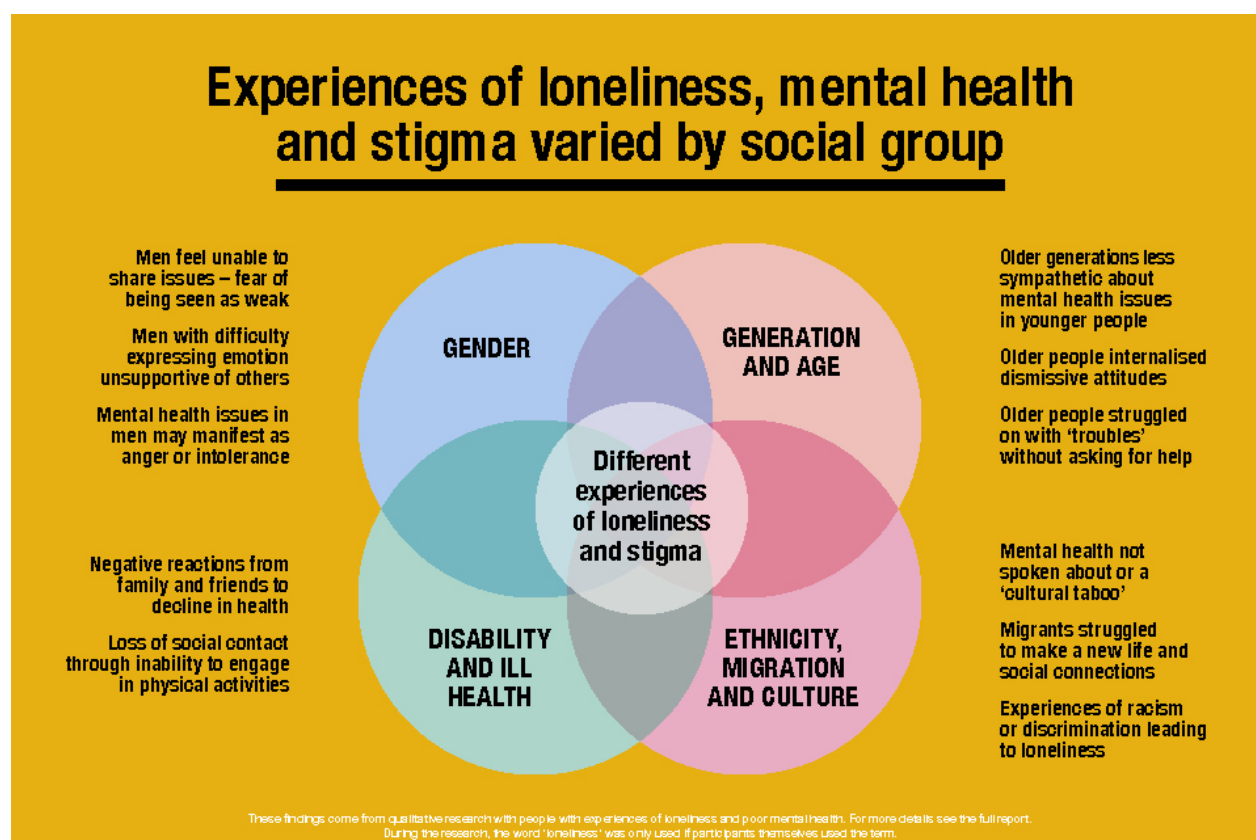 Experiences of loneliness, mental health
and stigma varied by social group
Men feel unable to
share issues – fear of
being seen as weak
Men with difficulty
expressing emotion
unsupportive of others
Mental health issues in
men may manifest as
anger or intolerance
GENDER
GENERATION
AND AGE
Older generations less
sympathetic about
mental health issues
in younger people
Older people internalised
dismissive attitudes
Older people struggled
on with ‘troubles’
without asking for help
Different
experiences
of loneliness
and stigma
Negative reactions from
family and friends to
decline in health
Loss of social contact
through inability to engage
in physical activities
DISABILITY
AND ILL
HEALTH
ETHNICITY,
MIGRATION
AND CULTURE
Mental health not
spoken about or a
‘cultural taboo’
Migrants struggled
to make a new life and
social connections
Experiences of racism
or discrimination leading
to loneliness
These findings come from qualitative research with people with experiences of loneliness and poor mental health. For more details see the full report.
During the research, the word ‘loneliness’ was only used if participants themselves used the term.